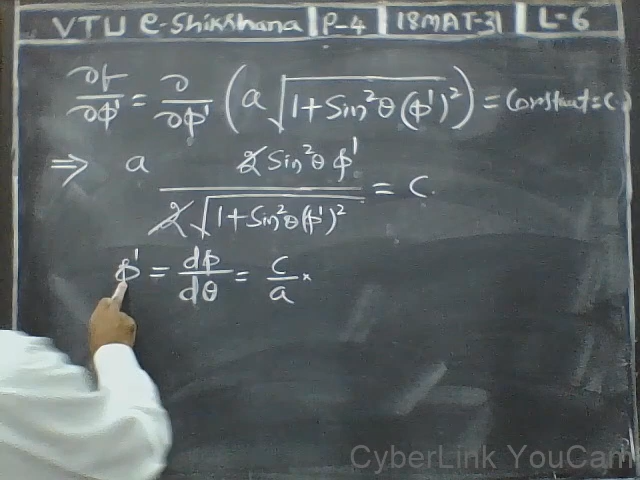 VTU e-Shikshana | P-4 | 18MAT-31 | L-6
∂f/∂φ' = ∂/∂φ' (a √(1+Sin²θ(φ')²)) = Constant = C
⇒ a 2 Sin²θ φ' / 2√(1+Sin²θ(φ')²) = C.
φ' = dφ/dθ = C/a ×
CyberLink YouCam